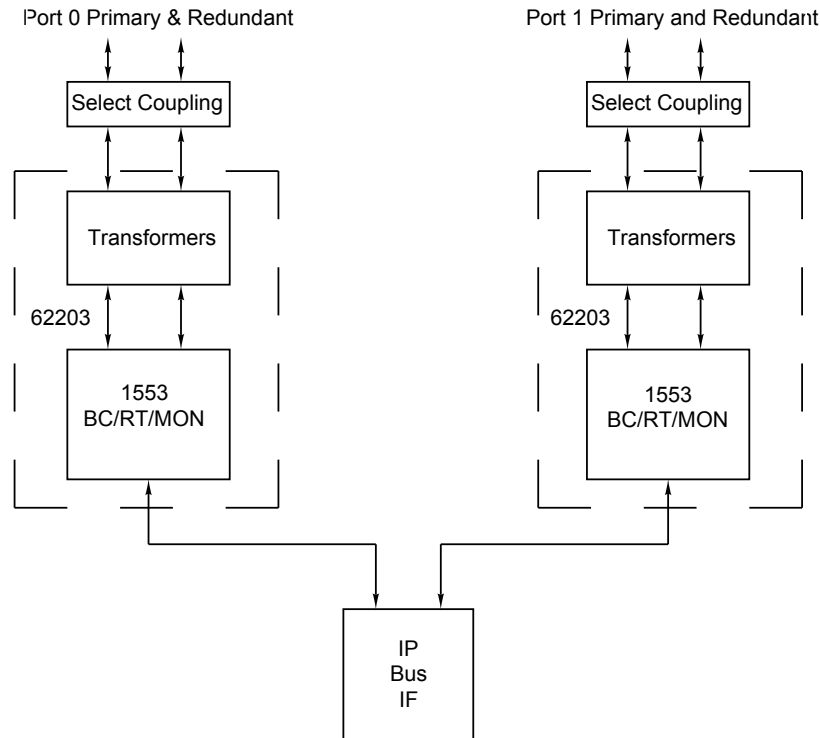 Port 0 Primary & Redundant
Select Coupling
Transformers
62203
1553
BC/RT/MON
Port 1 Primary and Redundant
Select Coupling
Transformers
62203
1553
BC/RT/MON
IP
Bus
IF